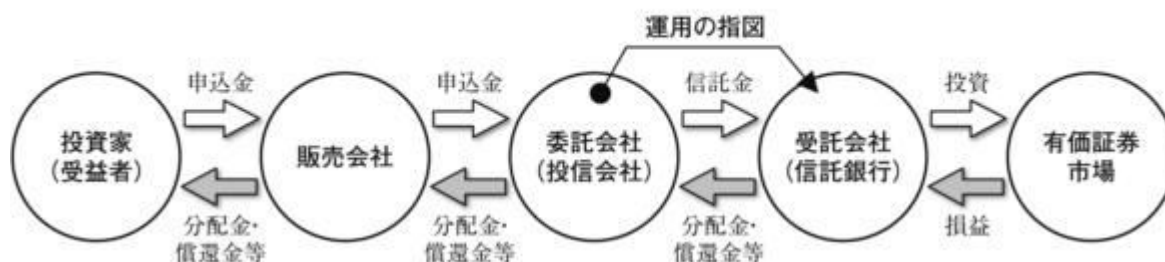 運用の指図
申込金
申込金
信託金
投資
投資家
(受益者)
販売会社
委託会社
(投信会社)
受託会社
(信託銀行)
有価証券
市場
分配金・
償還金等
分配金・
償還金等
分配金・
償還金等
損益